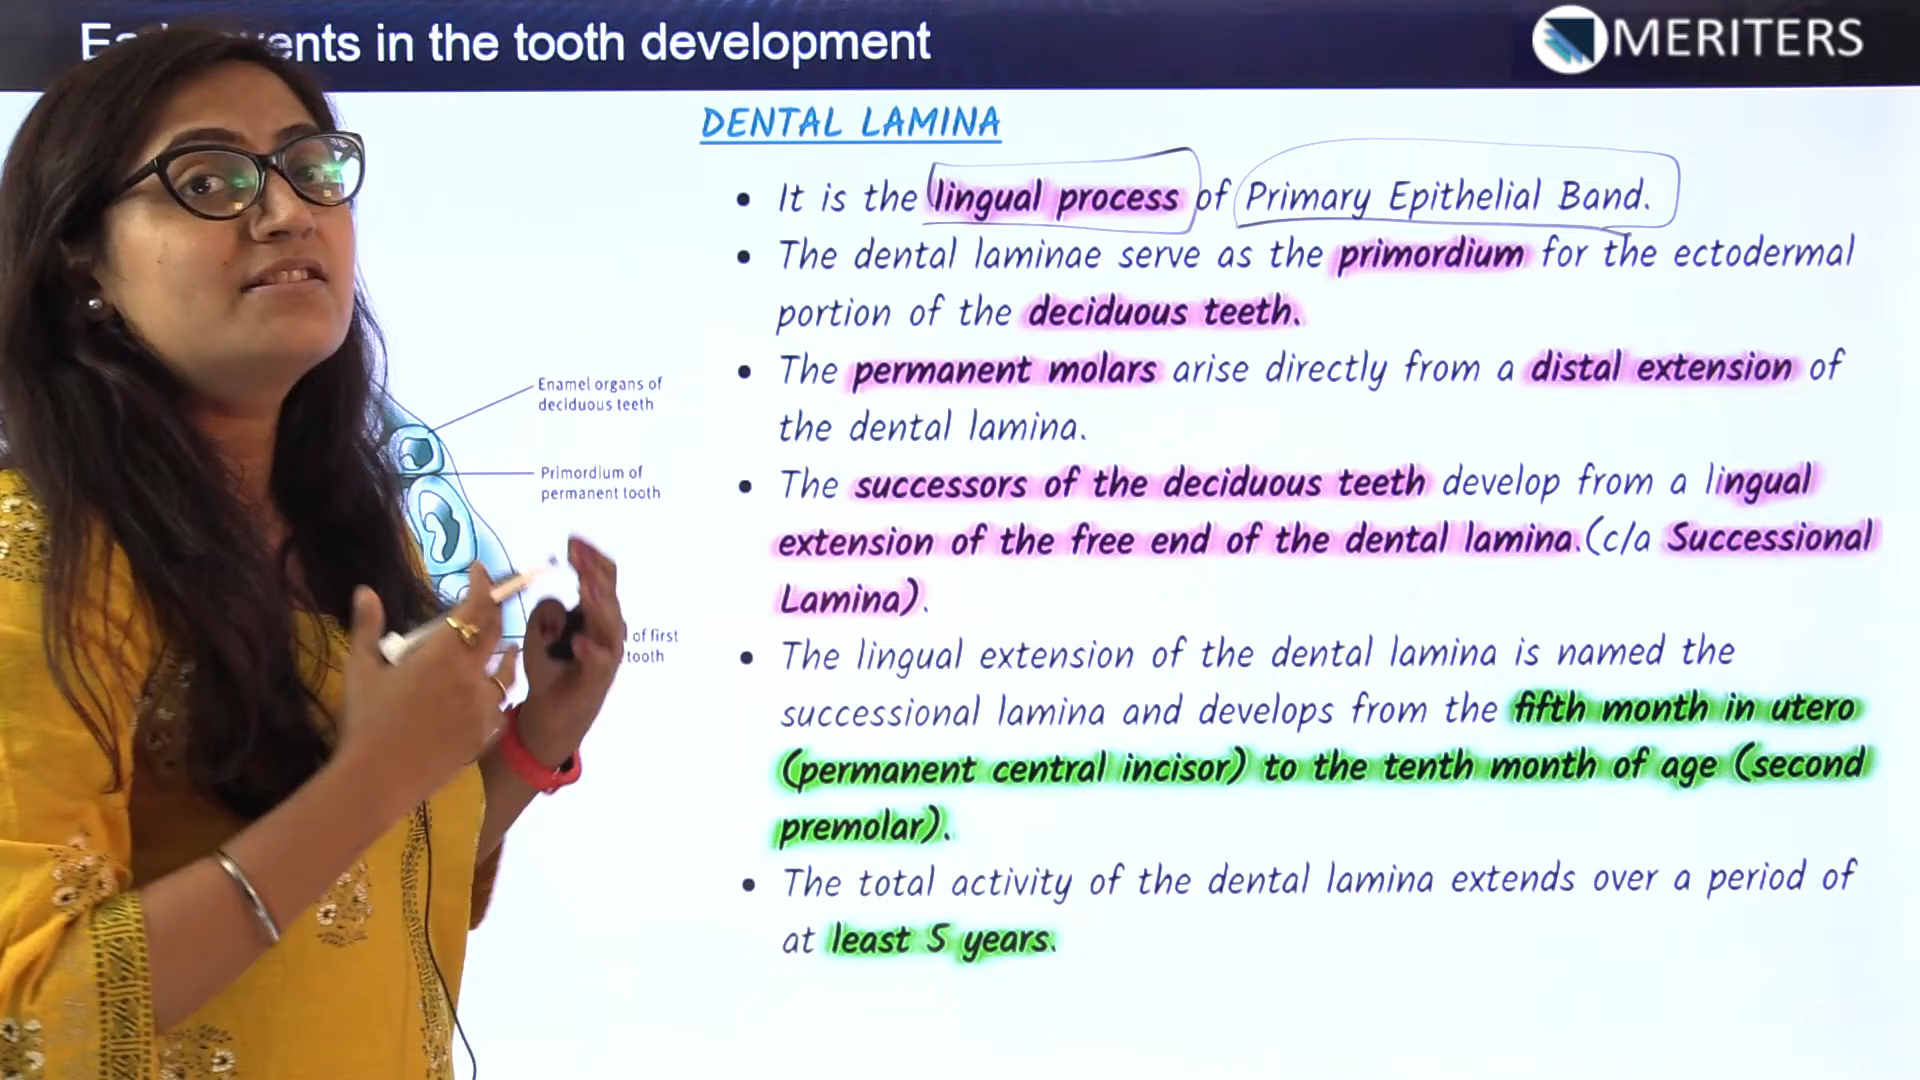 ents in the tooth development
MERITERS
DENTAL LAMINA
• It is the lingual process of Primary Epithelial Band.
• The dental laminae serve as the primordium for the ectodermal
portion of the deciduous teeth.
• The permanent molars arise directly from a distal extension of
the dental lamina.
• The successors of the deciduous teeth develop from a lingual
extension of the free end of the dental lamina.(c/a Successional
Lamina).
• The lingual extension of the dental lamina is named the
successional lamina and develops from the fifth month in utero
(permanent central incisor) to the tenth month of age (second
premolar).
• The total activity of the dental lamina extends over a period of
at least 5 years.
Enamel organs of
deciduous teeth
Primordium of
permanent tooth
of first
tooth